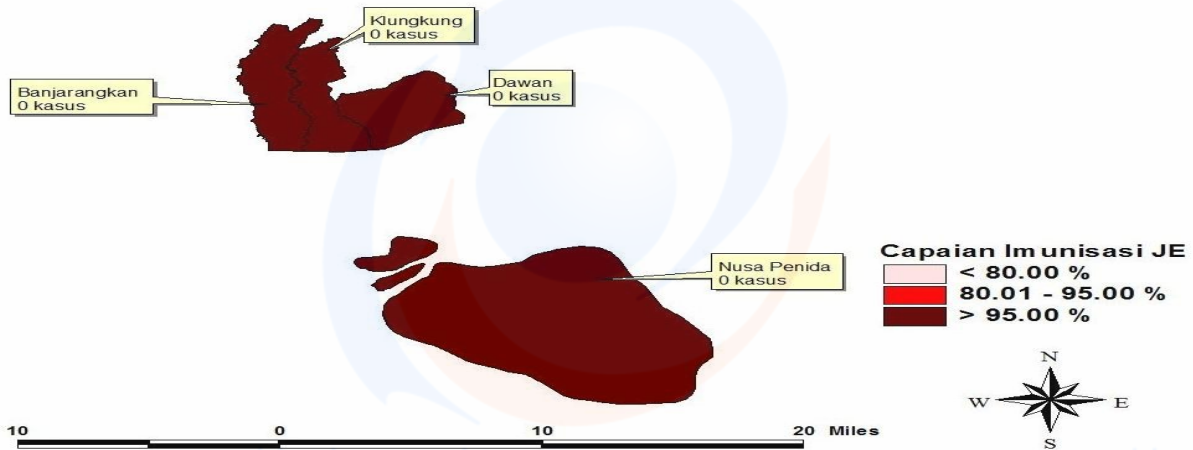 Klungkung
0 kasus
Banjarangkan
0 kasus
Dawan
0 kasus
Nusa Penida
0 kasus
Capaian Imunisasi JE
< 80.00 %
80.01 - 95.00 %
> 95.00 %
N
W E
S
10 0 10 20 Miles